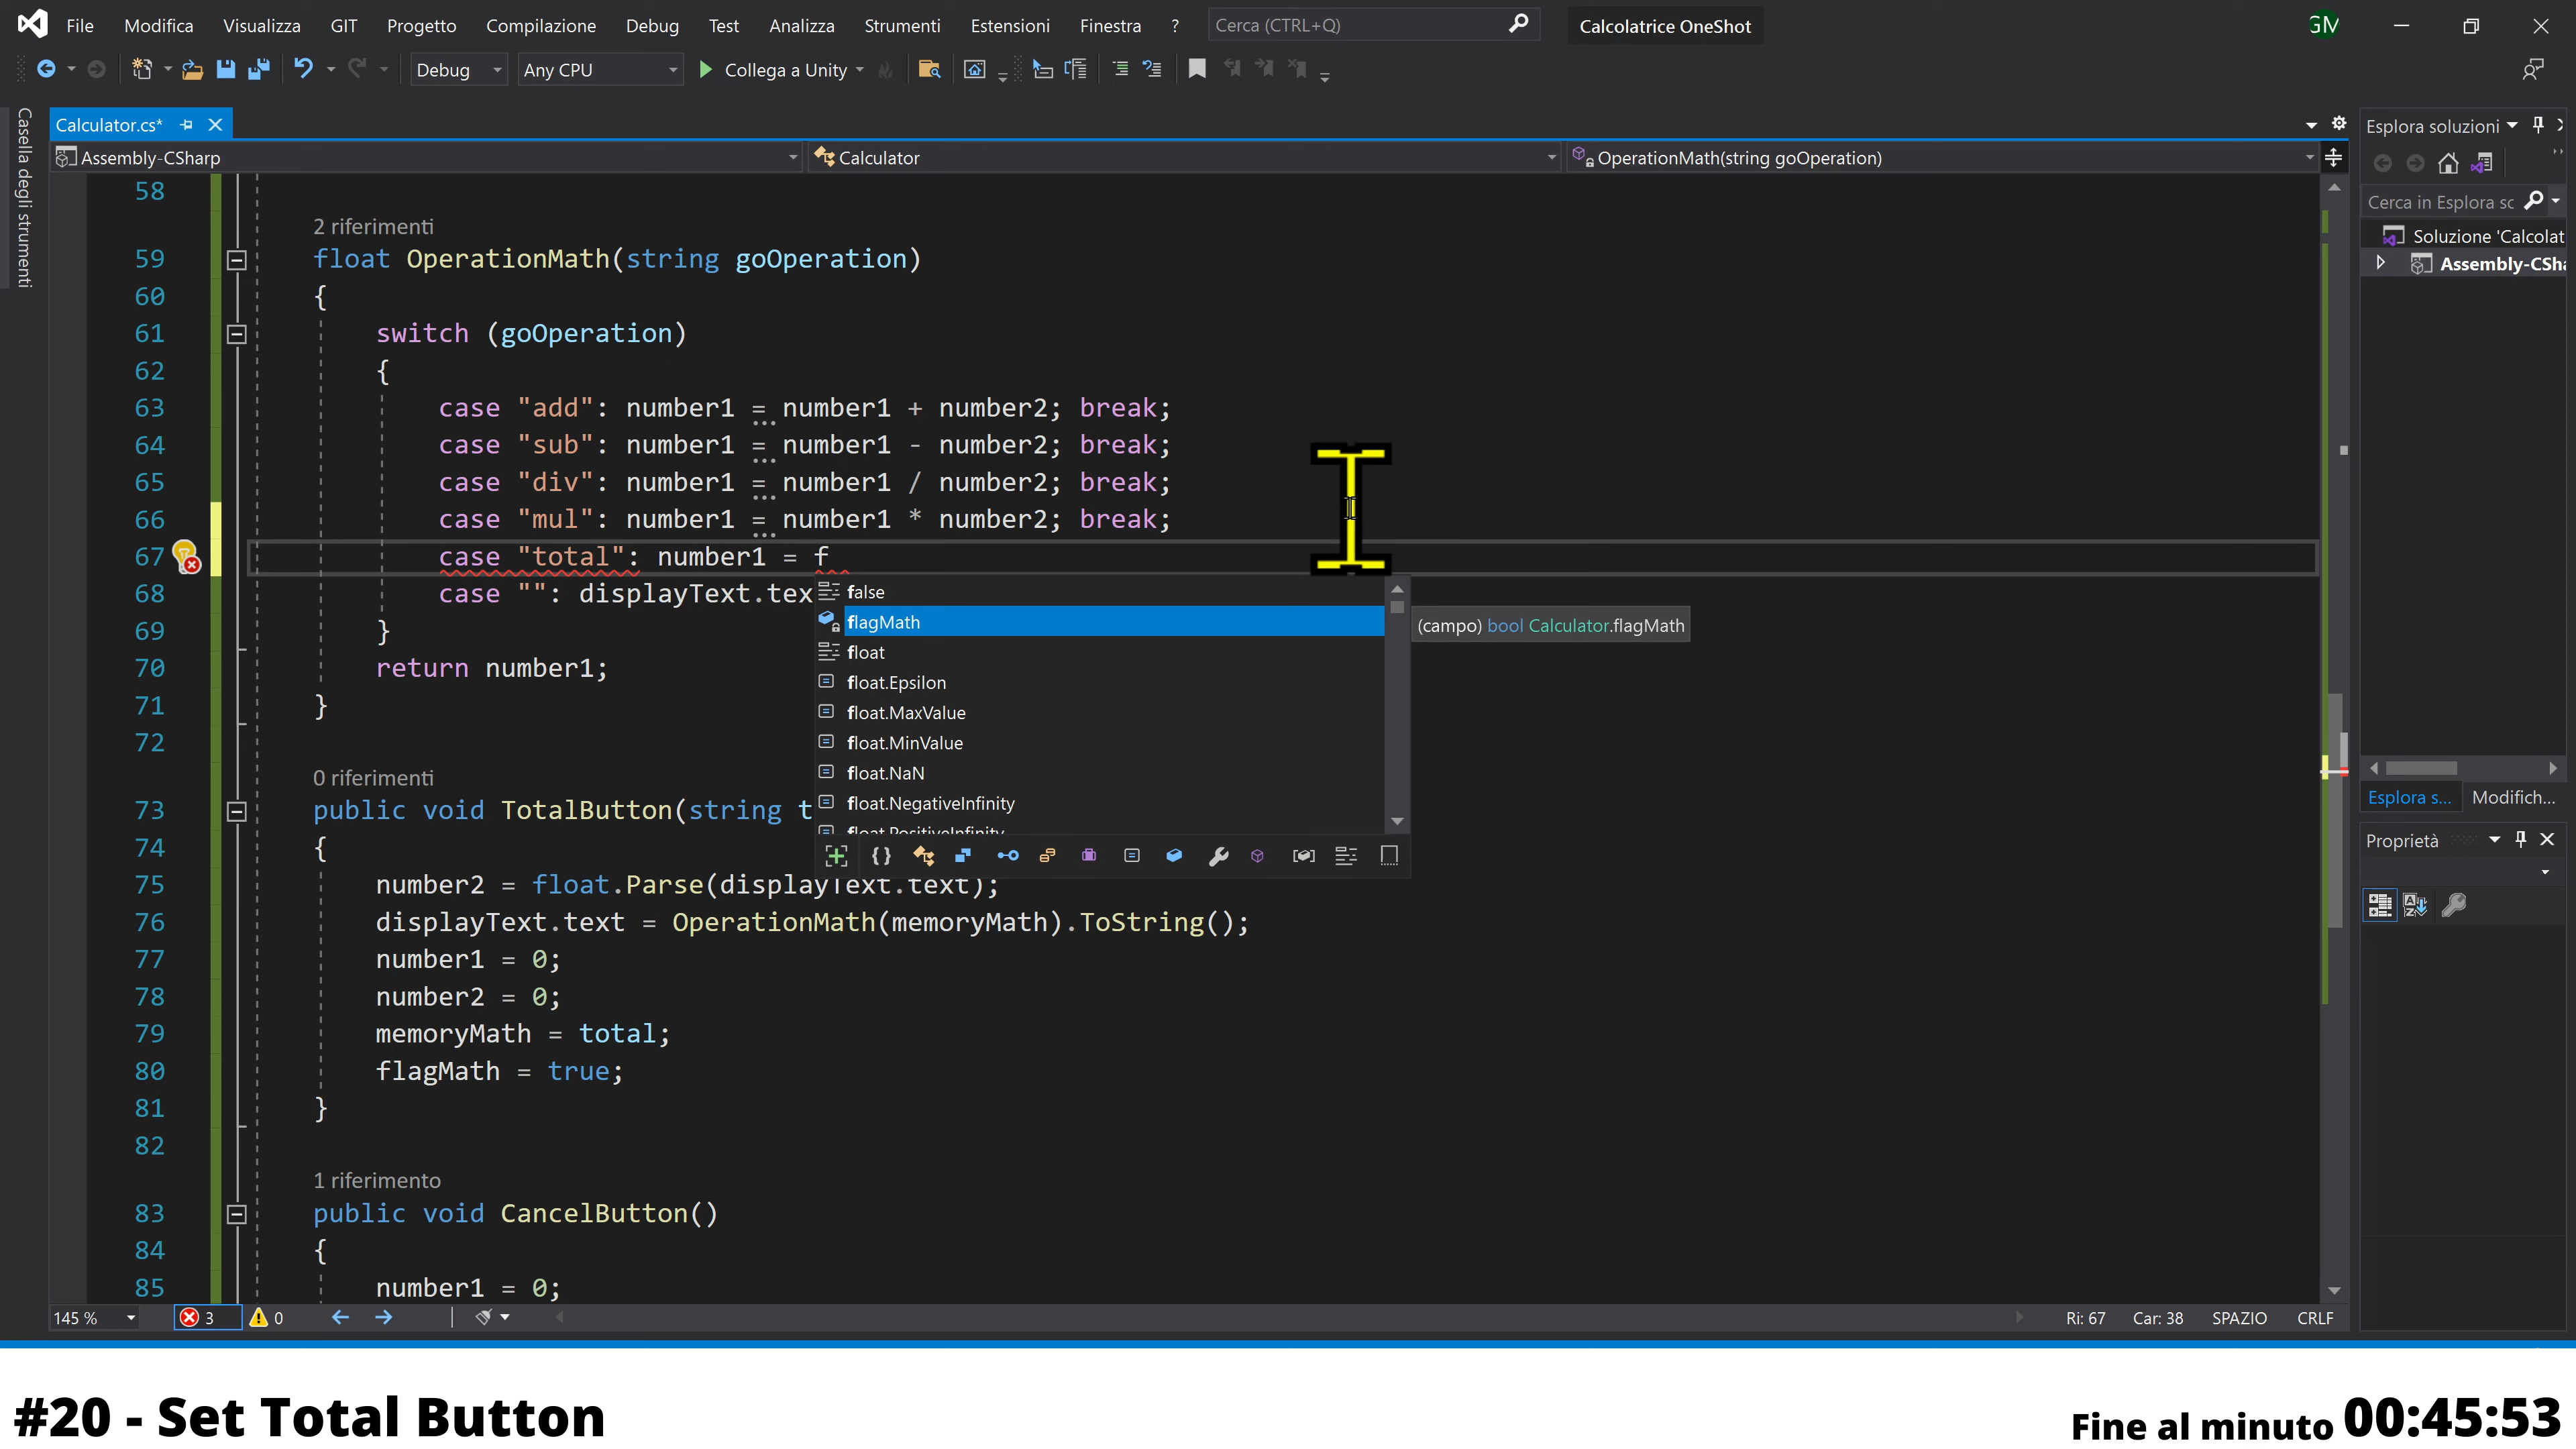 File Modifica Visualizza GIT Progetto Compilazione Debug Test Analizza Strumenti Estensioni Finestra ? Cerca (CTRL+Q) Calcolatrice OneShot GM
Debug Any CPU Collega a Unity
Casella degli strumenti
Calculator.cs*
Assembly-CSharp Calculator OperationMath(string goOperation)
58
2 riferimenti
59 float OperationMath(string goOperation)
60 {
61 switch (goOperation)
62 {
63 case "add": number1 = number1 + number2; break;
64 case "sub": number1 = number1 - number2; break;
65 case "div": number1 = number1 / number2; break;
66 case "mul": number1 = number1 * number2; break;
67 case "total": number1 = f
68 case "": displayText.tex
69 }
70 return number1;
71 }
72
false
flagMath
(campo) bool Calculator.flagMath
float
float.Epsilon
float.MaxValue
float.MinValue
float.NaN
float.NegativeInfinity
float.PositiveInfinity
0 riferimenti
73 public void TotalButton(string t
74 {
75 number2 = float.Parse(displayText.text);
76 displayText.text = OperationMath(memoryMath).ToString();
77 number1 = 0;
78 number2 = 0;
79 memoryMath = total;
80 flagMath = true;
81 }
82
1 riferimento
83 public void CancelButton()
84 {
85 number1 = 0;
145 % 3 0 Ri: 67 Car: 38 SPAZIO CRLF
Esplora soluzioni
Cerca in Esplora sc
Soluzione 'Calcolat
Assembly-CSha
Esplora s... Modifich...
Proprietà
#20 - Set Total Button
Fine al minuto 00:45:53